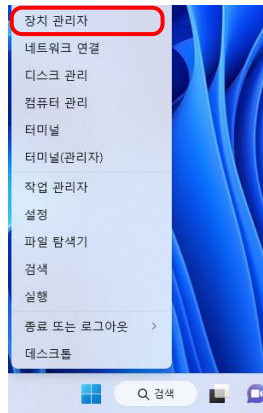 장치 관리자
네트워크 연결
디스크 관리
컴퓨터 관리
터미널
터미널(관리자)
작업 관리자
설정
파일 탐색기
검색
실행
종료 또는 로그아웃
데스크톱
검색